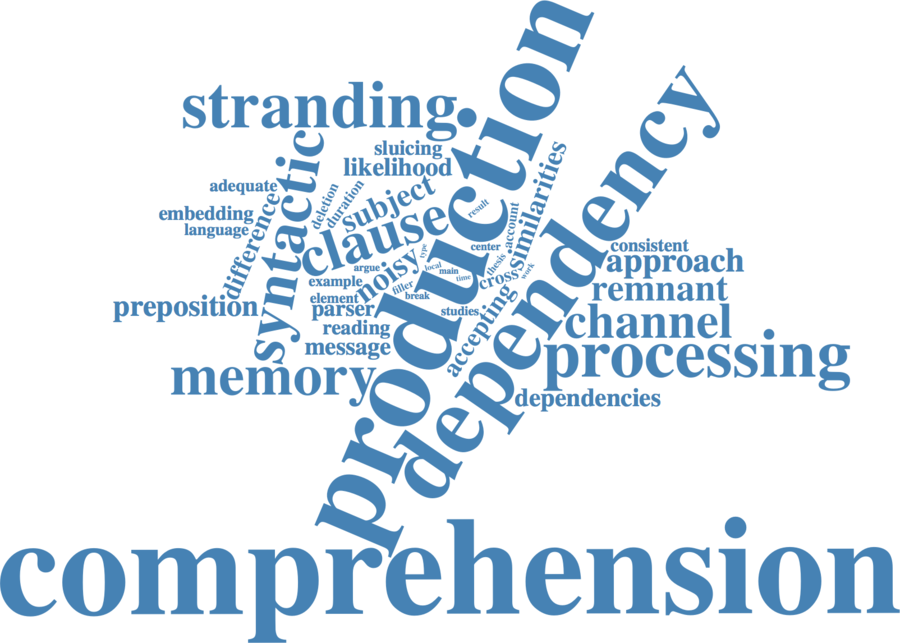 production
stranding
dependency
syntactic
sluicing
likelihood
similarities
adequate
deletion
duration
subject
embedding
language
difference
clause
result
account
center
type
noisy
argue
local
main
time
thesis
cross
work
consistent
approach
example
filler
break
remnant
element
preposition
parser
studies
accepting
channel
reading
message
processing
memory
dependencies
comprehension